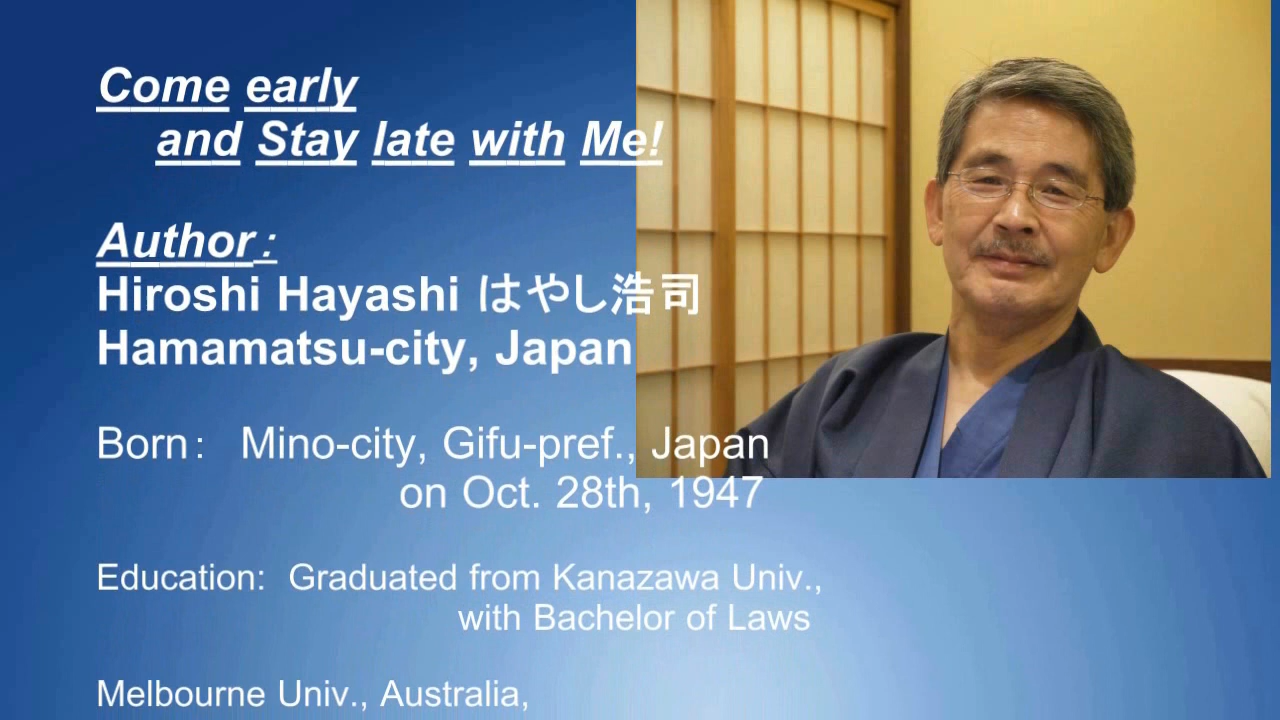 Come early
and Stay late with Me!
Author：
Hiroshi Hayashi はやし浩司
Hamamatsu-city, Japan
Born： Mino-city, Gifu-pref., Japan
on Oct. 28th, 1947
Education: Graduated from Kanazawa Univ.,
with Bachelor of Laws
Melbourne Univ., Australia,